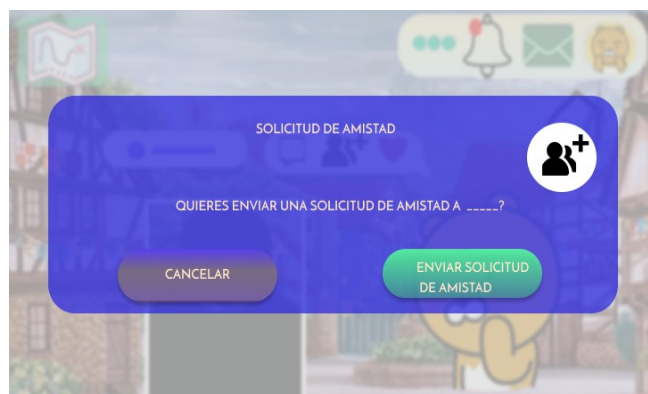 SOLICITUD DE AMISTAD
QUIERES ENVIAR UNA SOLICITUD DE AMISTAD A _____?
CANCELAR
ENVIAR SOLICITUD
DE AMISTAD